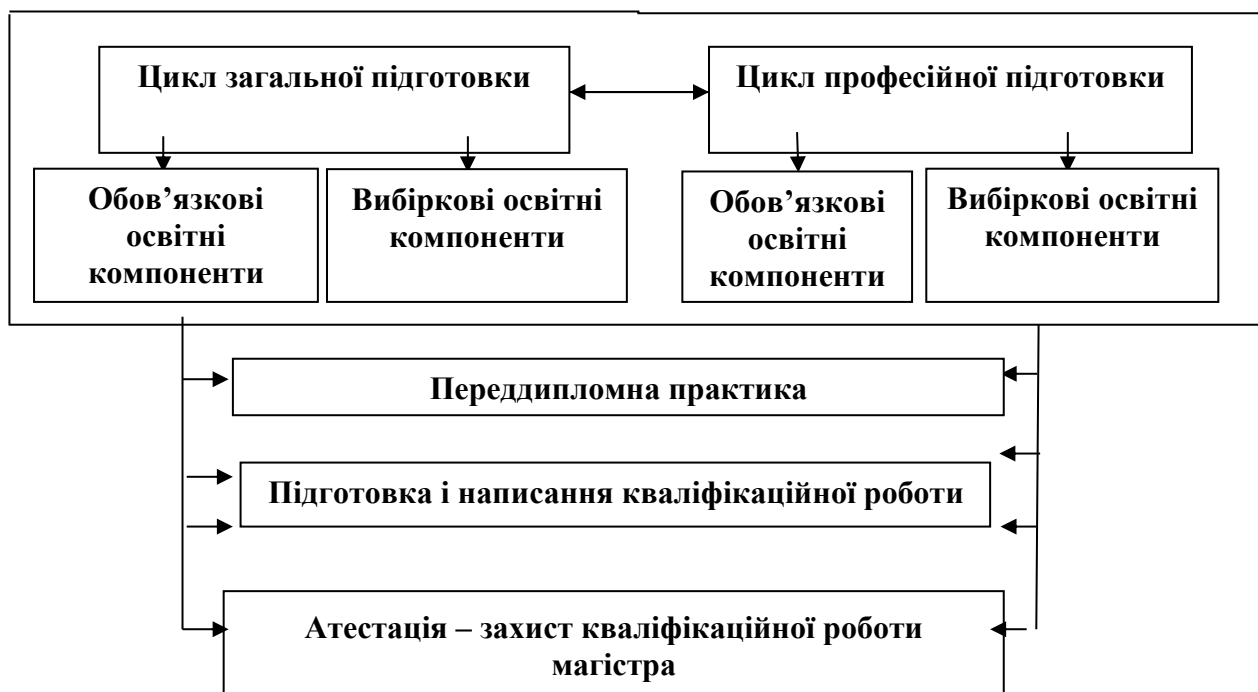 Цикл загальної підготовки
Цикл професійної підготовки
Обов’язкові
освітні
компоненти
Вибіркові освітні
компоненти
Обов’язкові
освітні
компоненти
Вибіркові освітні
компоненти
Переддипломна практика
Підготовка і написання кваліфікаційної роботи
Атестація – захист кваліфікаційної роботи
магістра